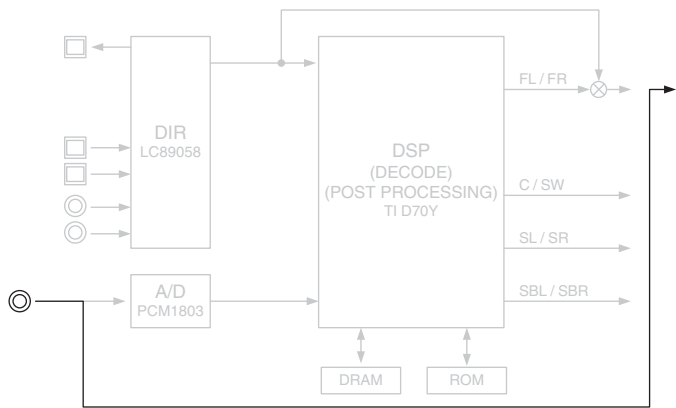 FL / FR
DIR
LC89058
DSP
(DECODE)
(POST PROCESSING)
TI D70Y
C / SW
SL / SR
A/D
PCM1803
SBL / SBR
DRAM
ROM